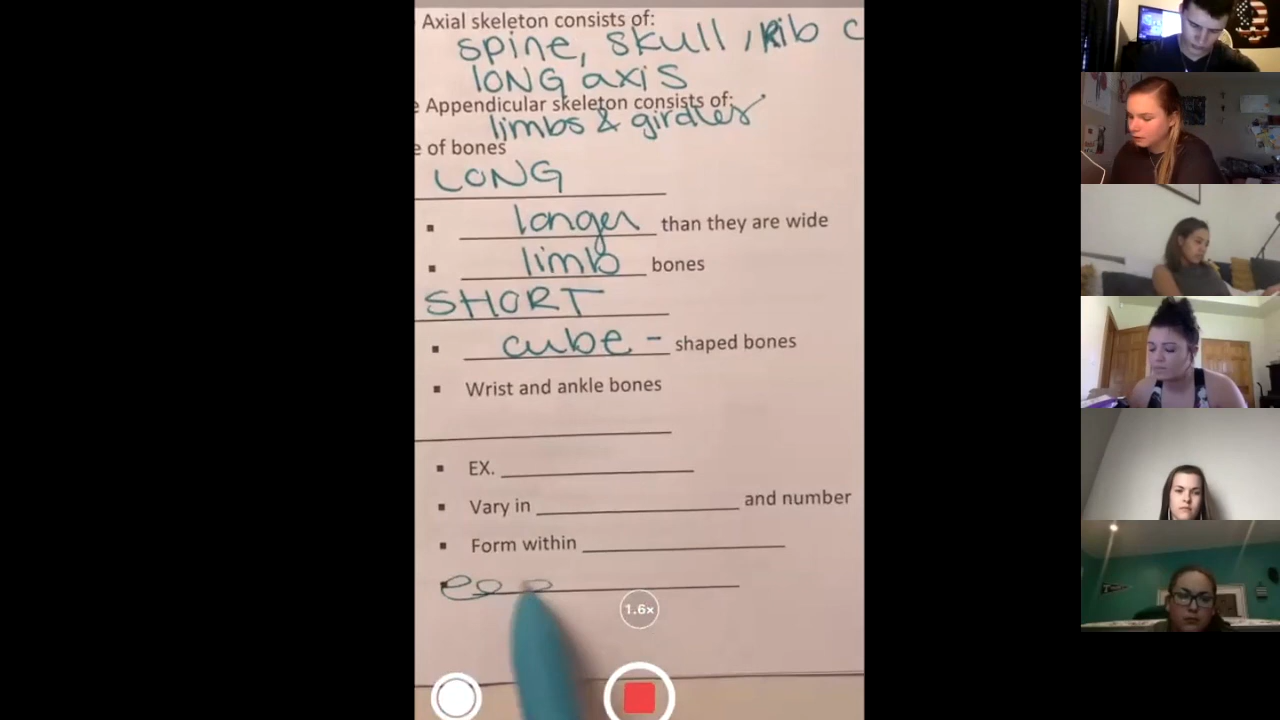 Axial skeleton consists of:
spine, skull, Rib c
LONG axis
e Appendicular skeleton consists of:
limbs & girdles
e of bones
LONG
longer than they are wide
limb bones
SHORT
cube - shaped bones
Wrist and ankle bones
EX.
Vary in and number
Form within
1.6x